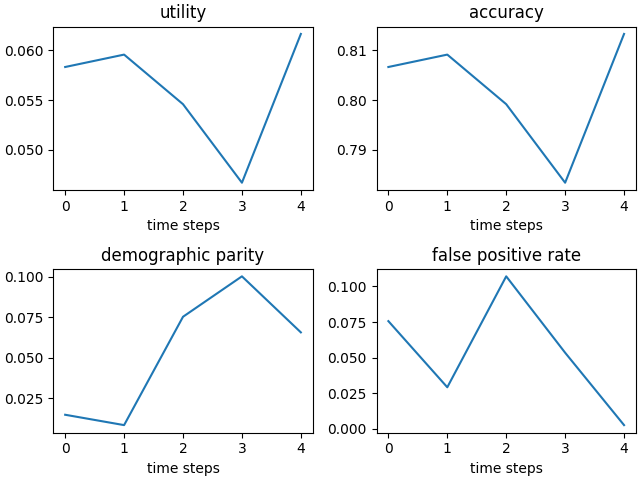 utility
0.060
0.055
0.050
0 1 2 3 4
time steps
accuracy
0.81
0.80
0.79
0 1 2 3 4
time steps
demographic parity
0.100
0.075
0.050
0.025
0 1 2 3 4
time steps
false positive rate
0.100
0.075
0.050
0.025
0.000
0 1 2 3 4
time steps